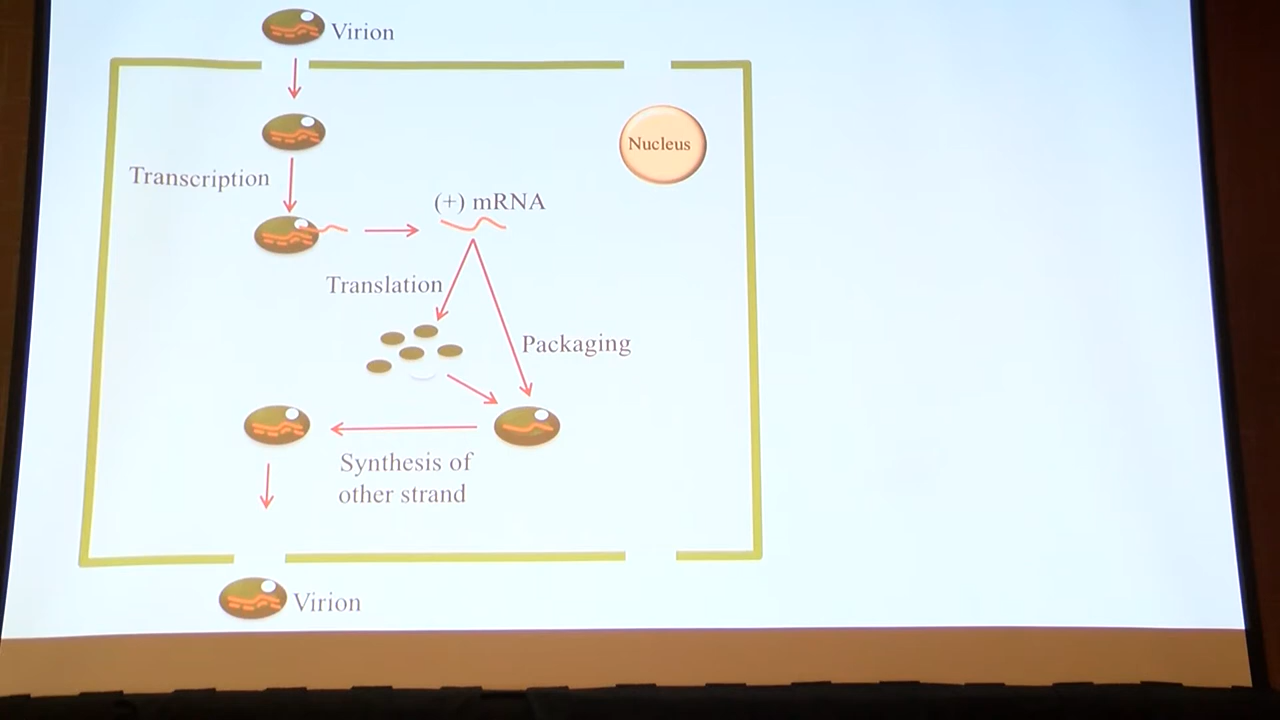 Virion
Nucleus
Transcription
(+) mRNA
Translation
Packaging
Synthesis of
other strand
Virion